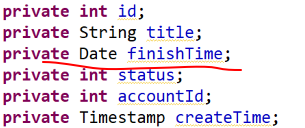 private int id;
private String title;
private Date finishTime;
private int status;
private int accountId;
private Timestamp createTime;